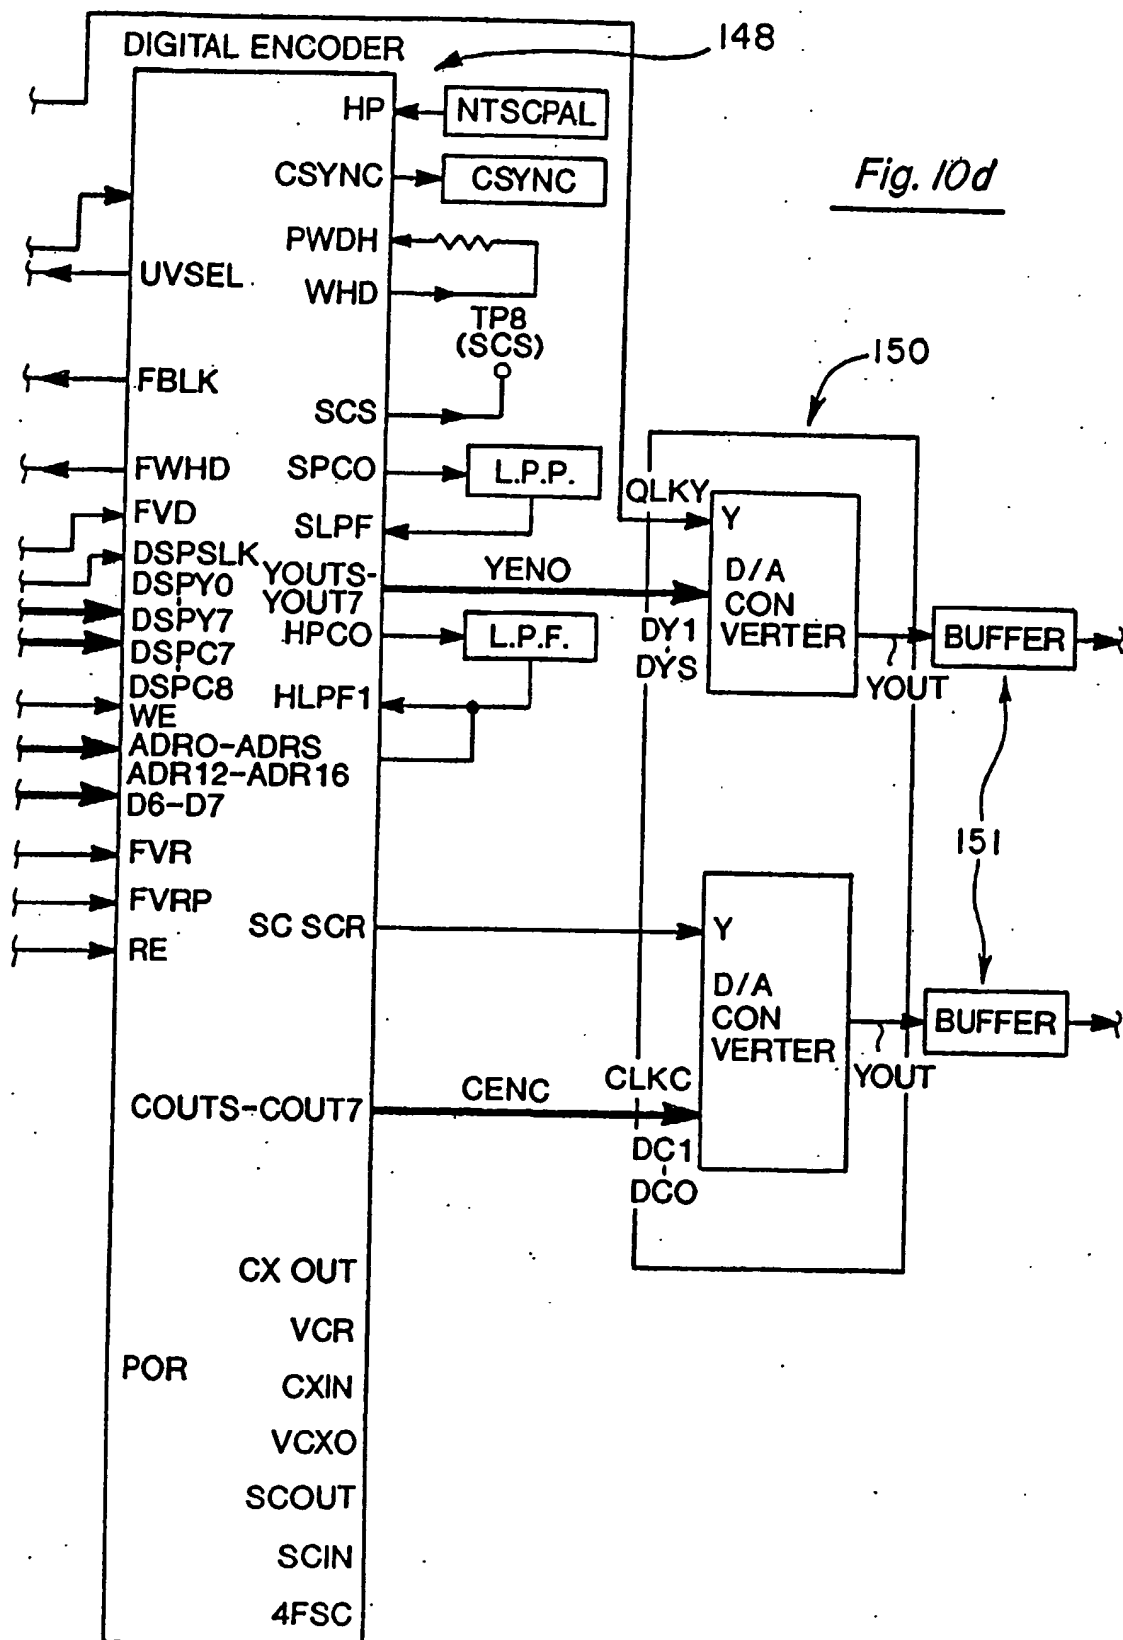 DIGITAL ENCODER
148
HP
NTSCPAL
CSYNC
CSYNC
Fig. 10d
PWDH
UVSEL
WHD
TP8
(SCS)
150
FBLK
SCS
FWHD
SPCO
L.P.P.
QLKY
Y
FVD
SLPF
DSPSLK
YOUTS-
YOUT7
YENO
D/A
CON
VERTER
DSPY0
DSPY7
HPCO
L.P.F.
DY1
DYS
BUFFER
DSPC7
DSPC8
HLPF1
YOUT
WE
ADRO-ADRS
ADR12-ADR16
D6-D7
FVR
151
FVRP
SC SCR
Y
RE
D/A
CON
VERTER
BUFFER
YOUT
COUTS-COUT7
CENC
CLKC
DC1
DCO
CX OUT
VCR
POR
CXIN
VCXO
SCOUT
SCIN
4FSC